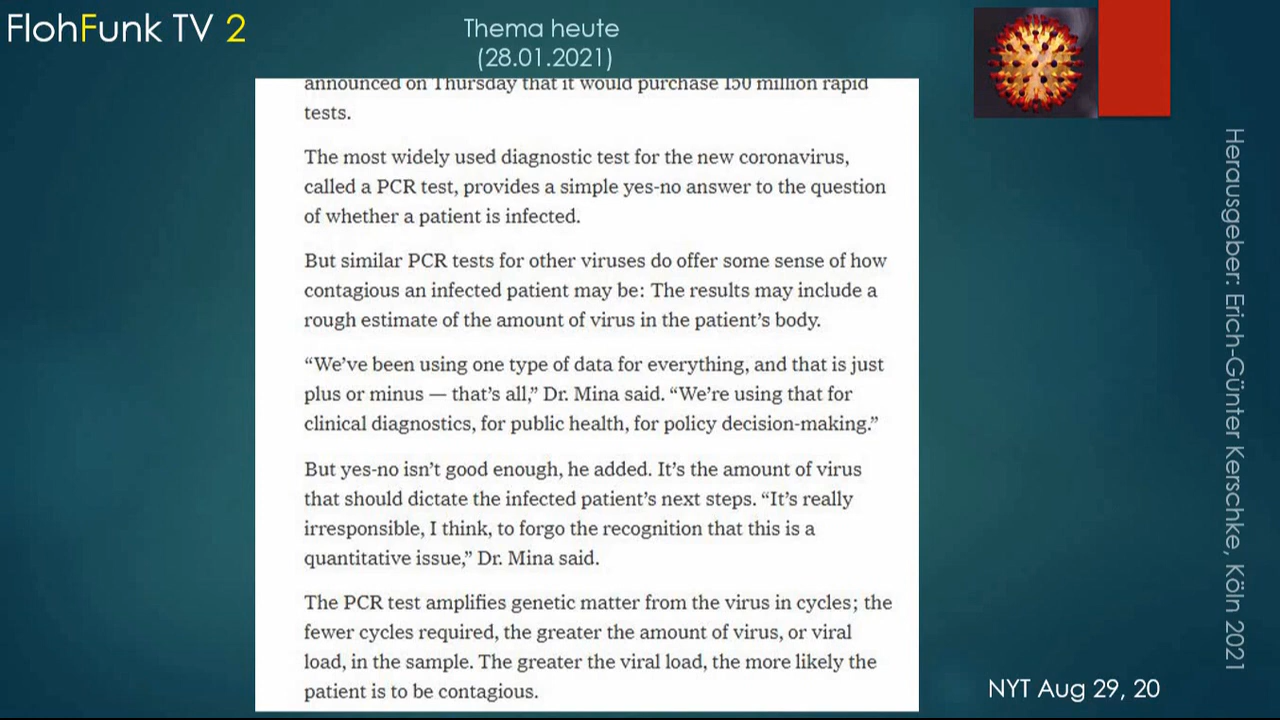 FlohFunk TV 2
Thema heute
(28.01.2021)
announced on Thursday that it would purchase 150 million rapid
tests.
The most widely used diagnostic test for the new coronavirus,
called a PCR test, provides a simple yes-no answer to the question
of whether a patient is infected.
But similar PCR tests for other viruses do offer some sense of how
contagious an infected patient may be: The results may include a
rough estimate of the amount of virus in the patient’s body.
“We’ve been using one type of data for everything, and that is just
plus or minus — that’s all,” Dr. Mina said. “We’re using that for
clinical diagnostics, for public health, for policy decision-making.”
But yes-no isn’t good enough, he added. It’s the amount of virus
that should dictate the infected patient’s next steps. “It’s really
irresponsible, I think, to forgo the recognition that this is a
quantitative issue,” Dr. Mina said.
The PCR test amplifies genetic matter from the virus in cycles; the
fewer cycles required, the greater the amount of virus, or viral
load, in the sample. The greater the viral load, the more likely the
patient is to be contagious.
Herausgeber: Erich-Günter Kerschke, Köln 2021
NYT Aug 29, 20